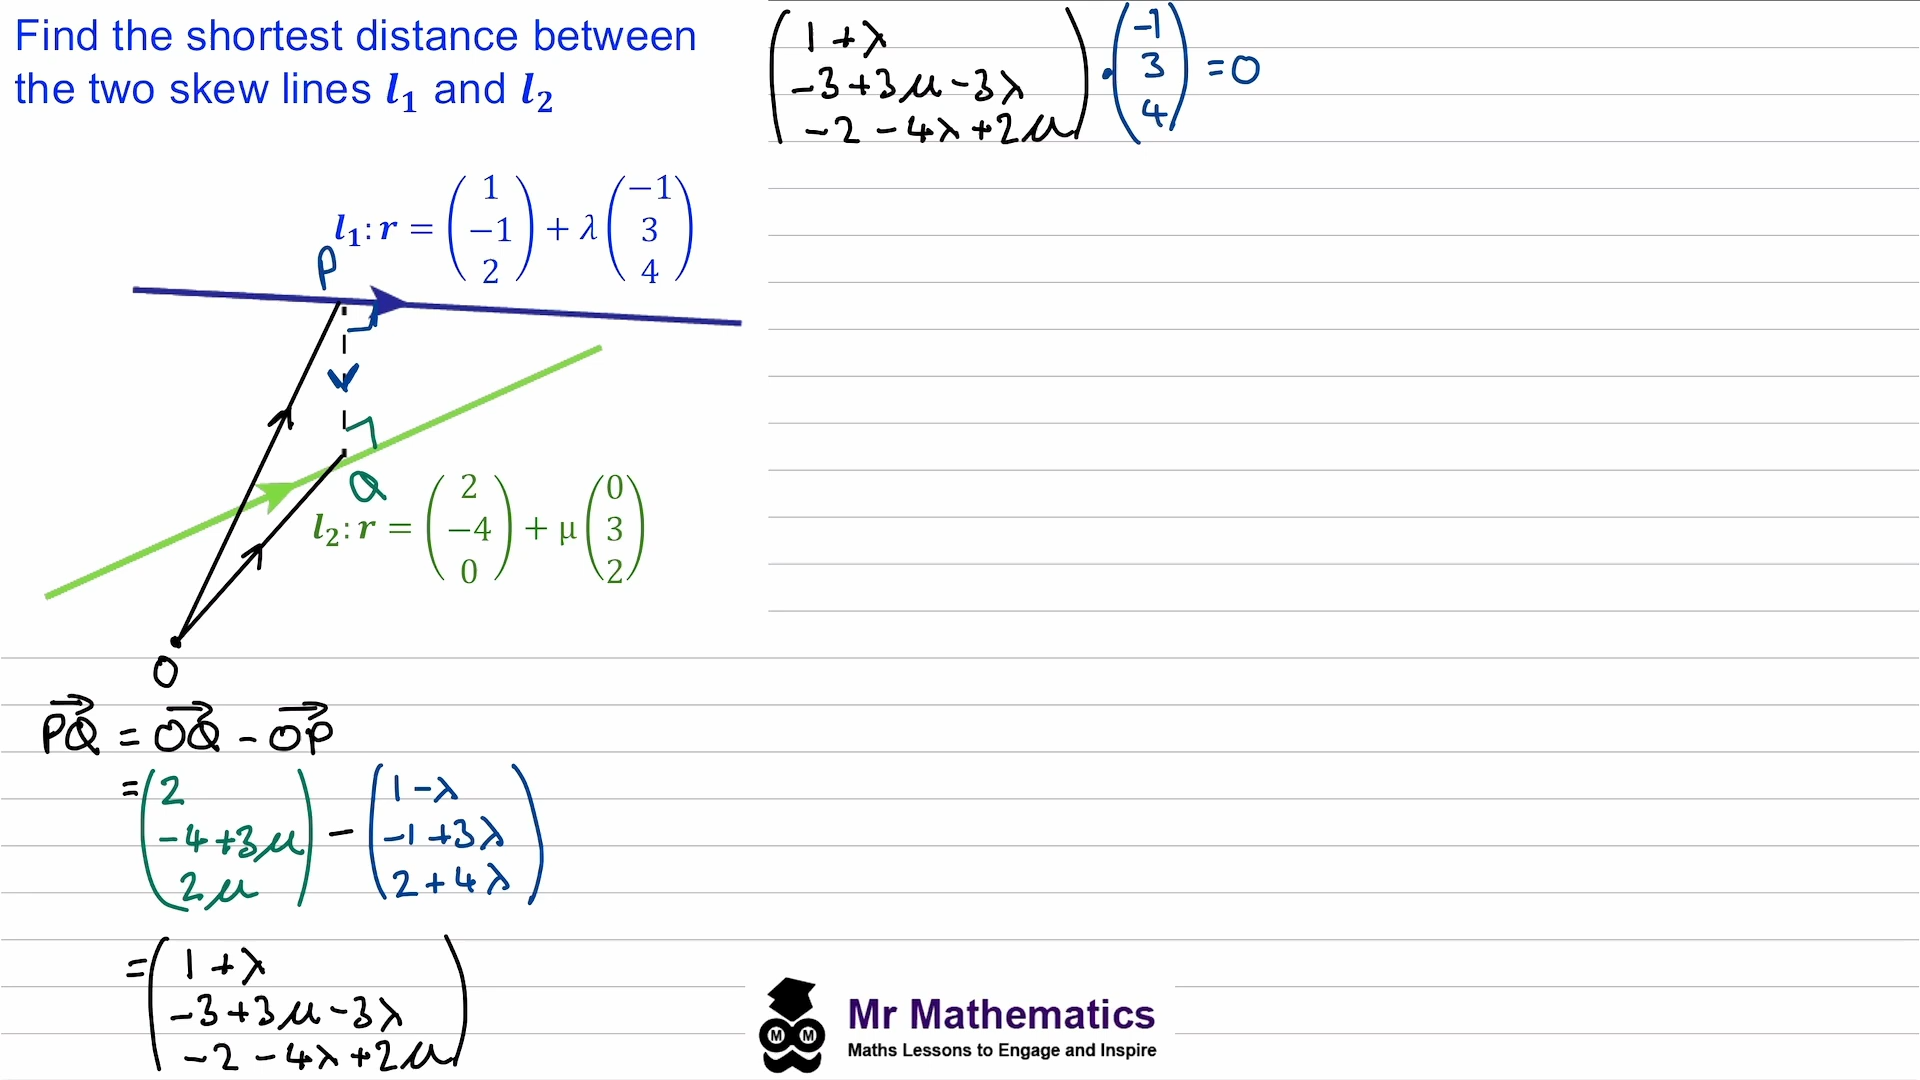 Find the shortest distance between
the two skew lines l₁ and l₂
l₁: r = (1 −1 2) + λ(−1 3 4)
P
Q
l₂: r = (2 −4 0) + μ(0 3 2)
O
PQ = OQ - OP
= (2 -4+3μ 2μ) - (1-λ -1+3λ 2+4λ)
= (1+λ -3+3μ-3λ -2-4λ+2μ)
(1+λ -3+3μ-3λ -2-4λ+2μ) · (-1 3 4) = 0
M M
Mr Mathematics
Maths Lessons to Engage and Inspire